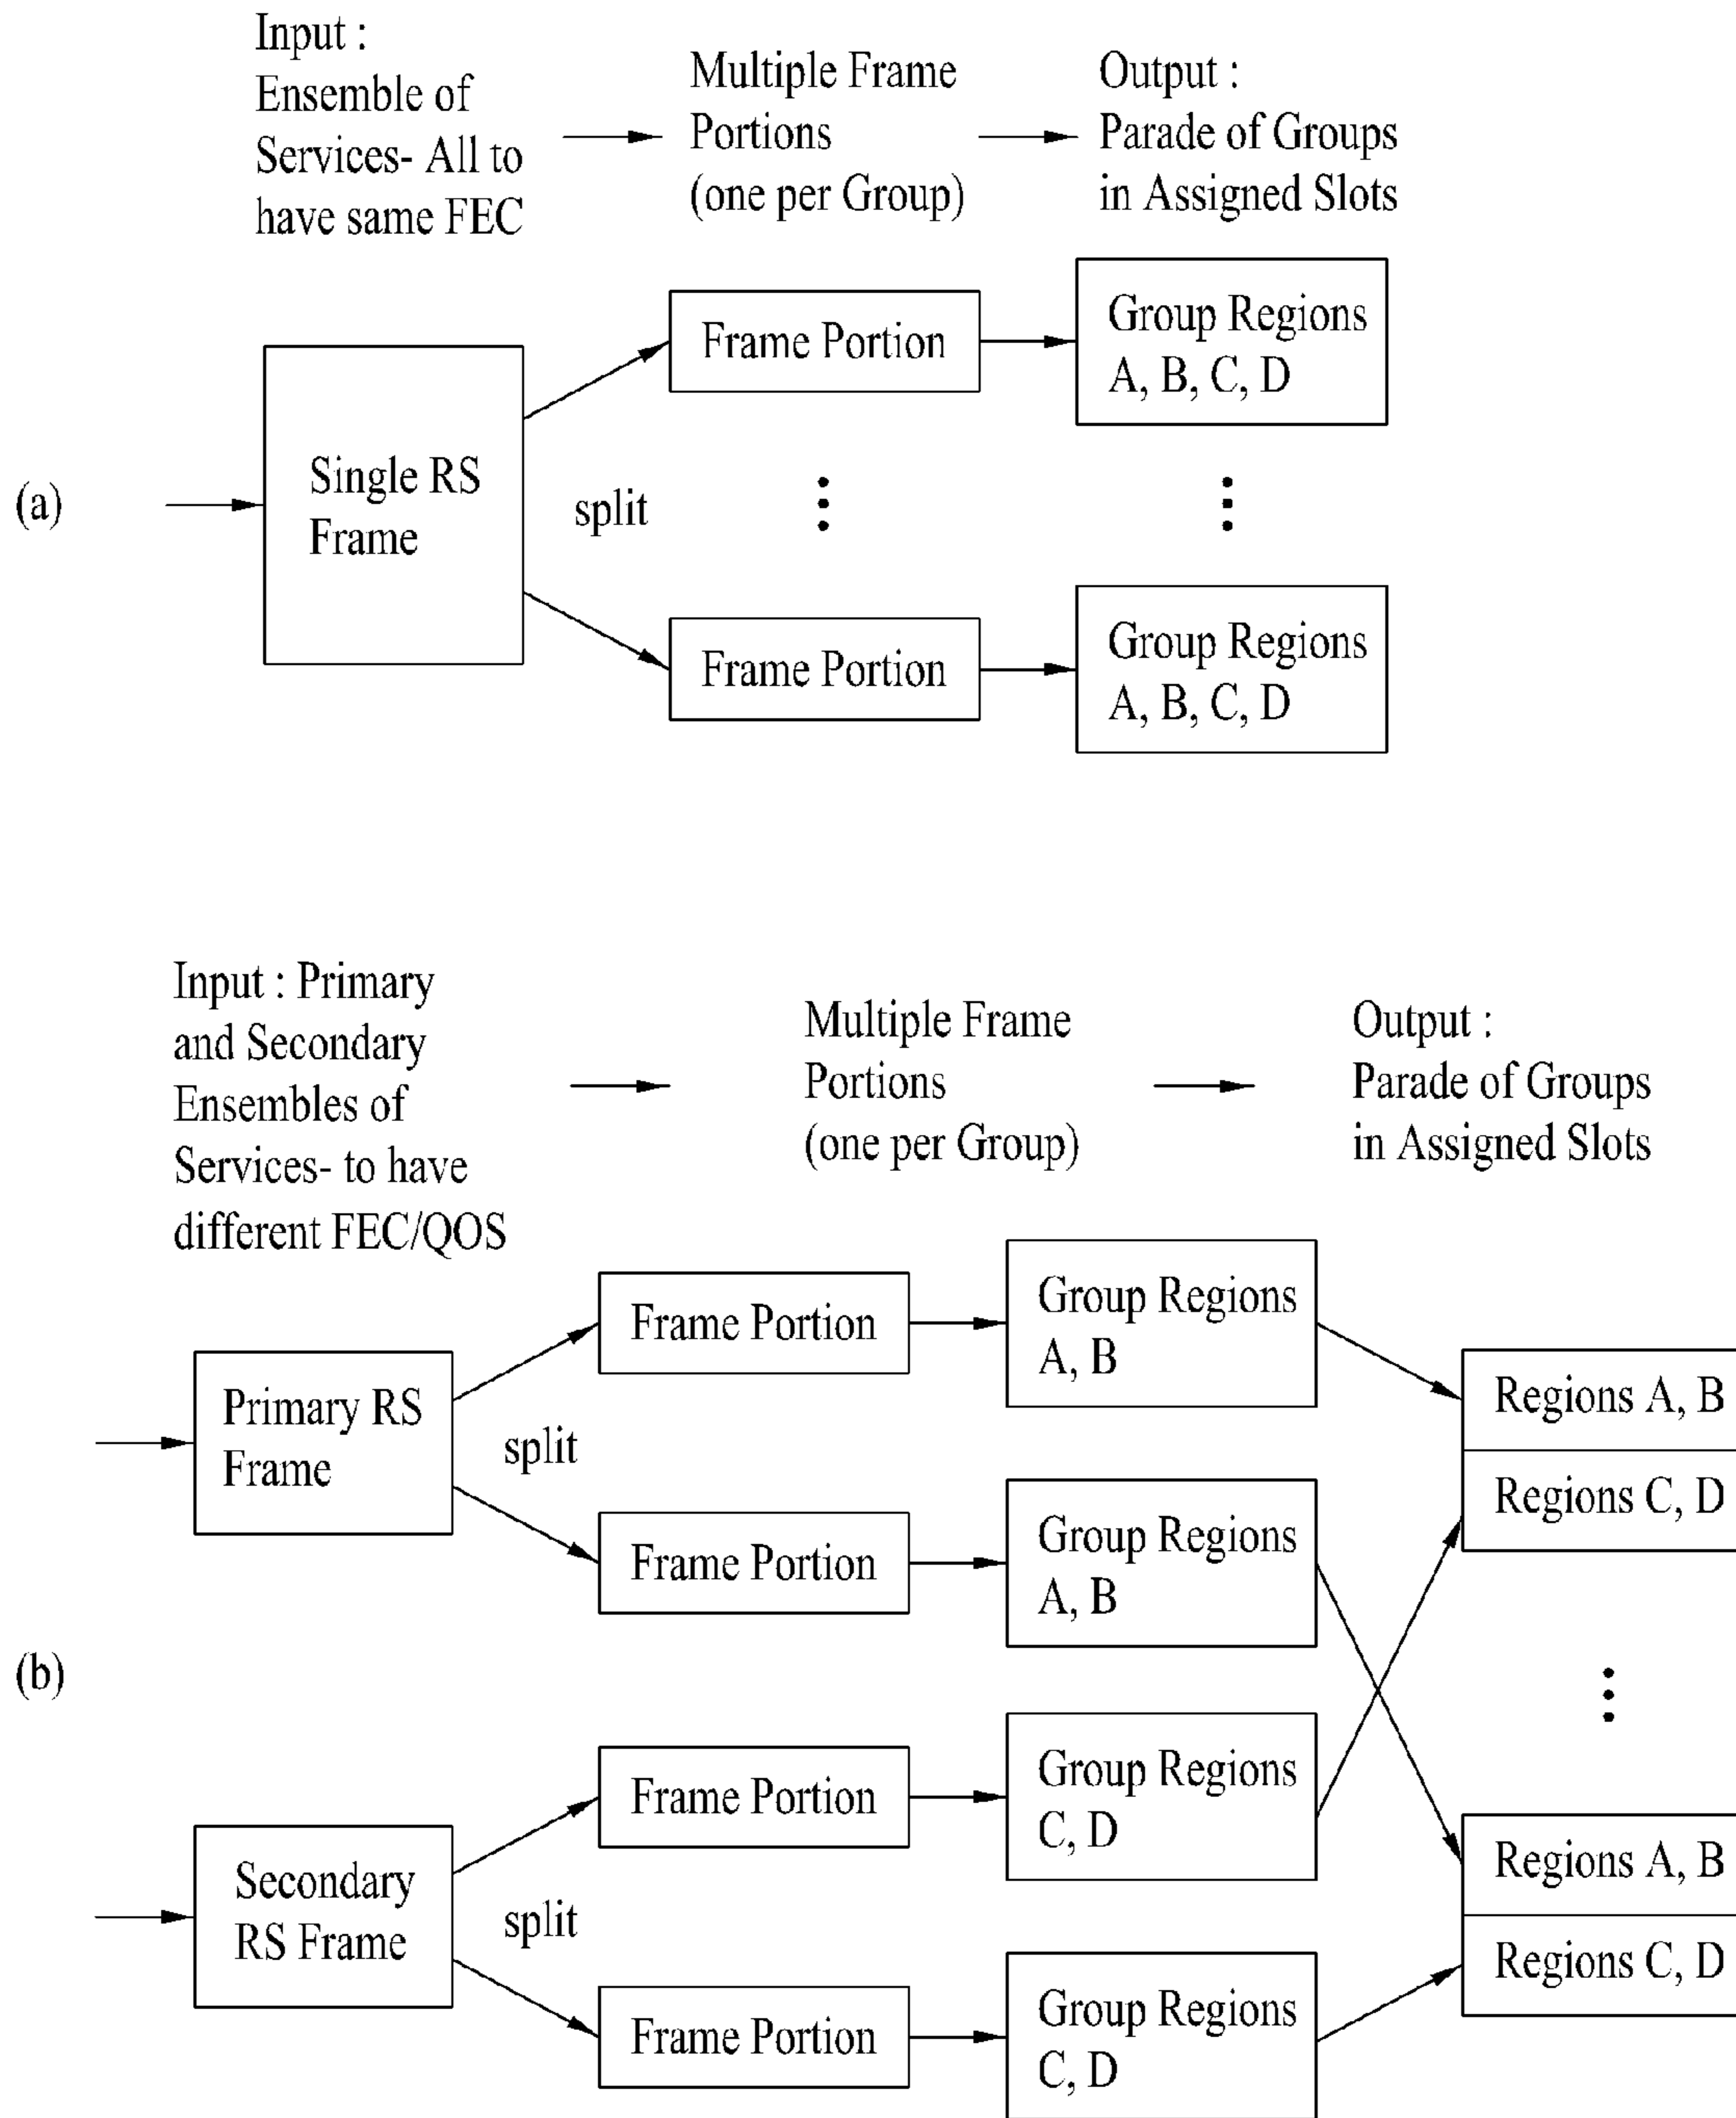 Input :
Ensemble of
Services- All to
have same FEC
Multiple Frame
Portions
(one per Group)
Output :
Parade of Groups
in Assigned Slots
(a)
Single RS
Frame
split
Frame Portion
Group Regions
A, B, C, D
Frame Portion
Group Regions
A, B, C, D
Input : Primary
and Secondary
Ensembles of
Services- to have
different FEC/QOS
Multiple Frame
Portions
(one per Group)
Output :
Parade of Groups
in Assigned Slots
(b)
Primary RS
Frame
split
Frame Portion
Group Regions
A, B
Frame Portion
Group Regions
A, B
Regions A, B
Regions C, D
Secondary
RS Frame
split
Frame Portion
Group Regions
C, D
Frame Portion
Group Regions
C, D
Regions A, B
Regions C, D